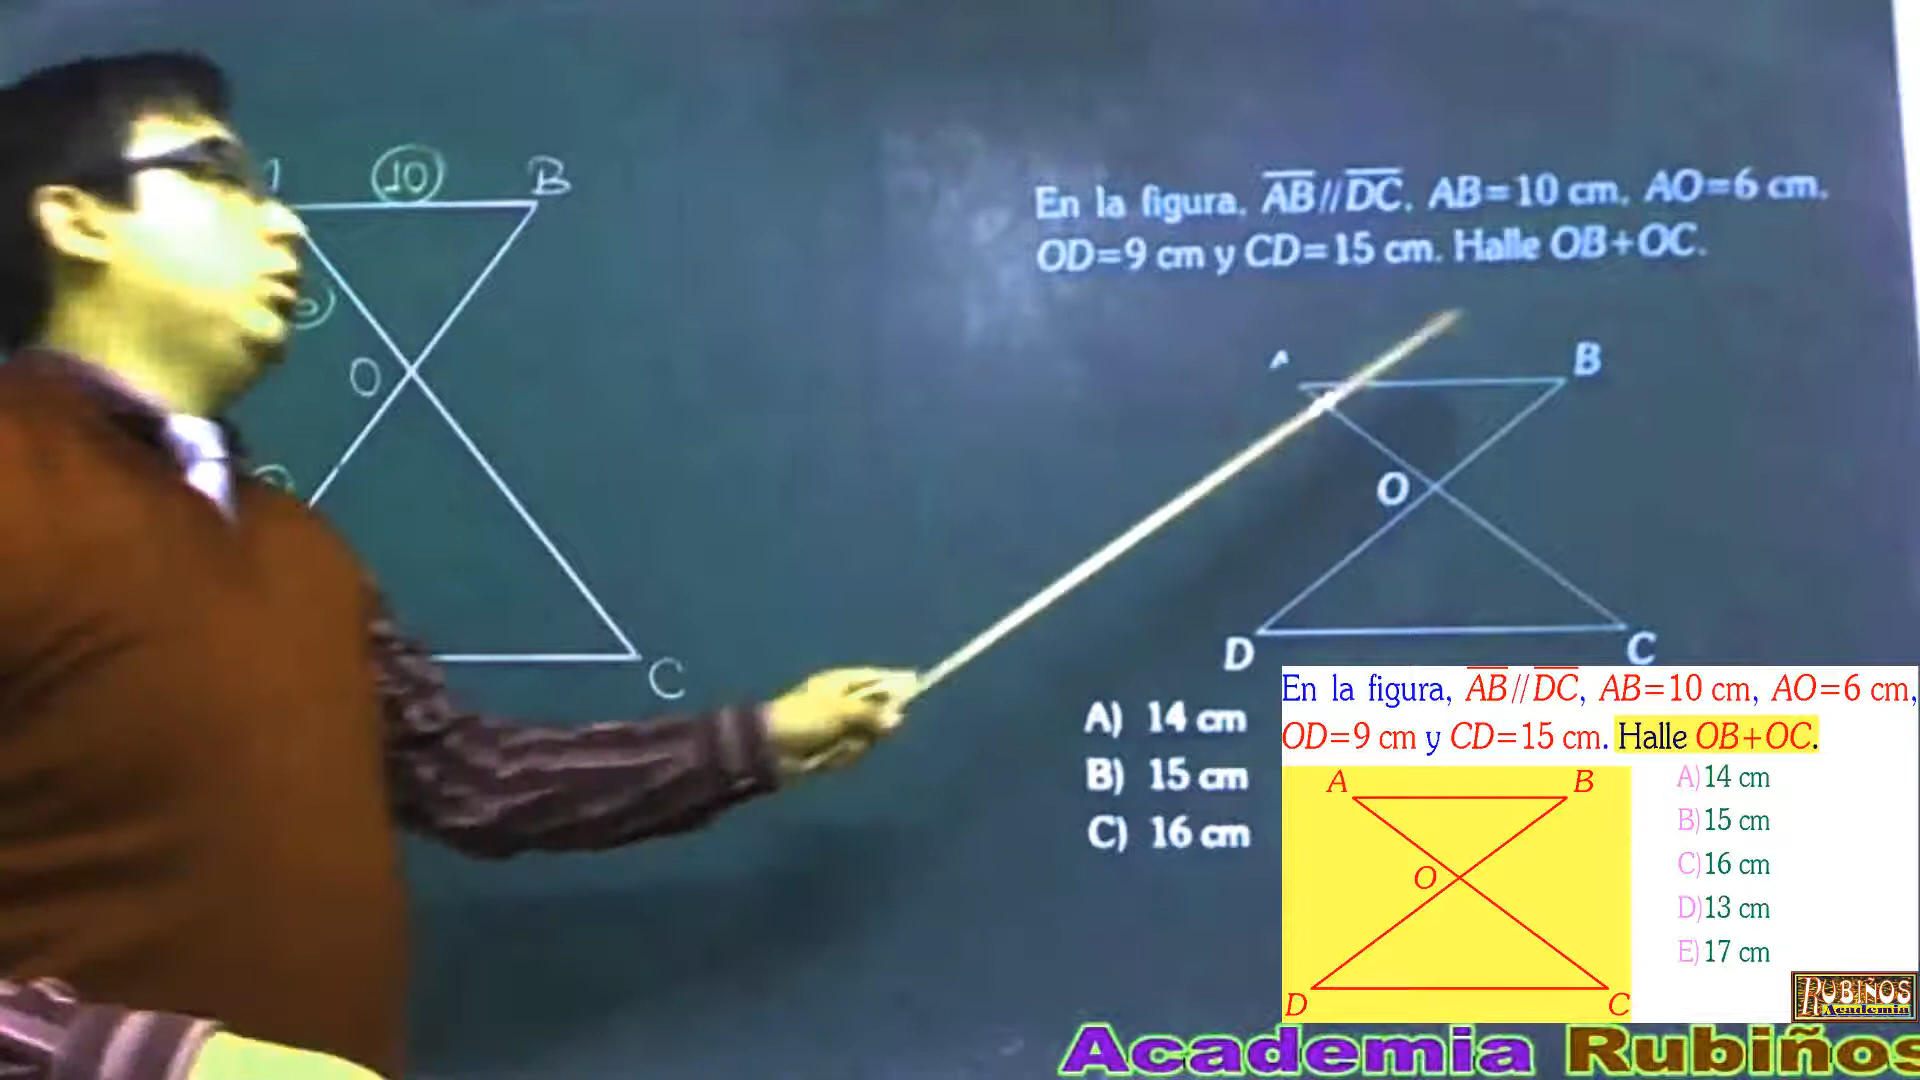 10
B
O
C
En la figura, AB//DC, AB=10 cm, AO=6 cm,
OD=9 cm y CD=15 cm. Halle OB+OC.
A
B
O
D
C
A) 14 cm
B) 15 cm
C) 16 cm
En la figura, AB//DC, AB=10 cm, AO=6 cm,
OD=9 cm y CD=15 cm. Halle OB+OC.
A
B
O
D
C
A) 14 cm
B) 15 cm
C) 16 cm
D) 13 cm
E) 17 cm
RUBIÑOS
Academia
Academia Rubiños